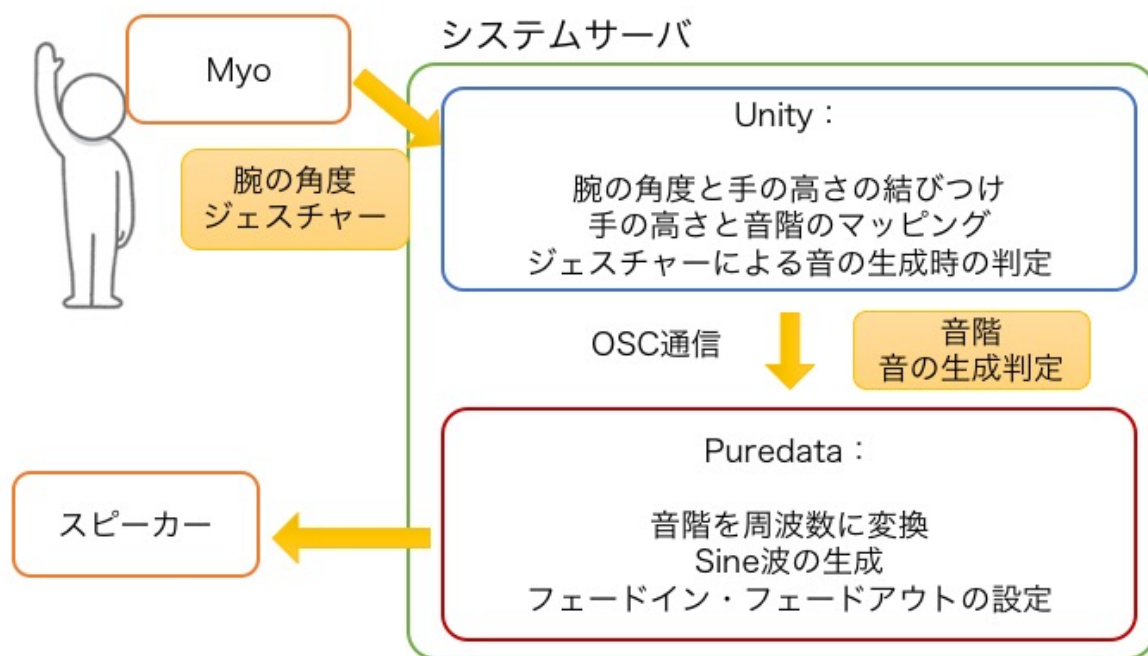 システムサーバ
Myo
腕の角度
ジェスチャー
Unity：
腕の角度と手の高さの結びつけ
手の高さと音階のマッピング
ジェスチャーによる音の生成時の判定
OSC通信
音階
音の生成判定
Puredata：
音階を周波数に変換
Sine波の生成
フェードイン・フェードアウトの設定
スピーカー